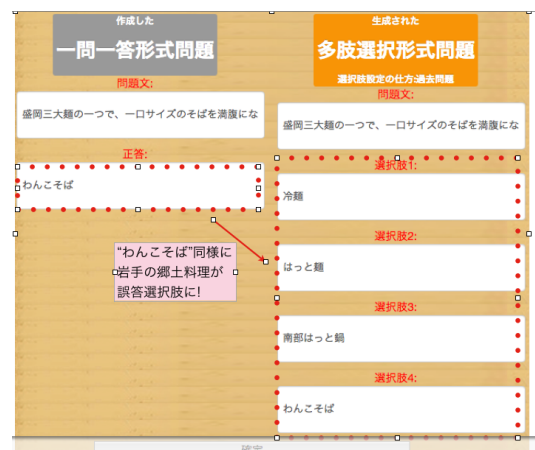 作成した
一問一答形式問題
問題文:
盛岡三大麺の一つで、一口サイズのそばを満腹にな
正答:
わんこそば
“わんこそば”同様に
岩手の郷土料理が
誤答選択肢に!
生成された
多肢選択形式問題
選択肢設定の仕方:過去問題
問題文:
盛岡三大麺の一つで、一口サイズのそばを満腹にな
選択肢1:
冷麺
選択肢2:
はっと麺
選択肢3:
南部はっと鍋
選択肢4:
わんこそば